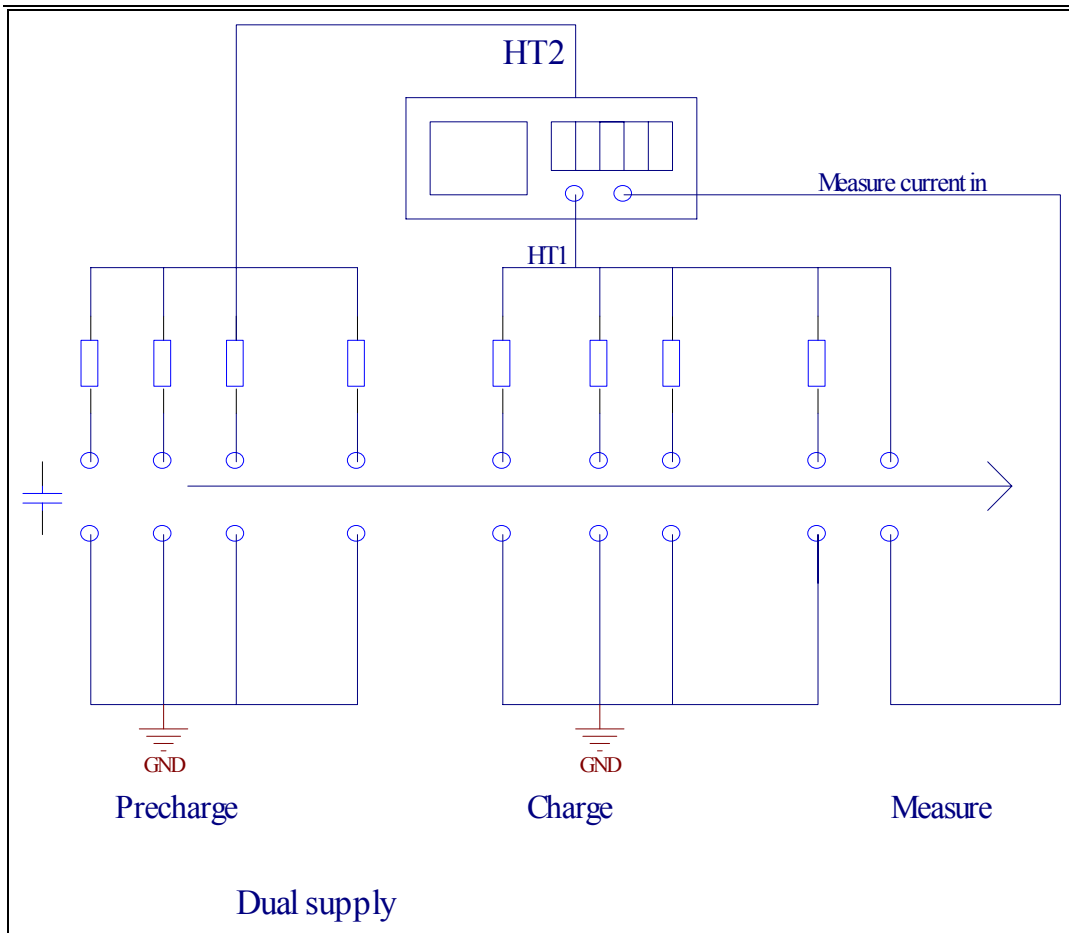 HT2
Measure current in
HT1
GND
GND
Precharge
Charge
Measure
Dual supply